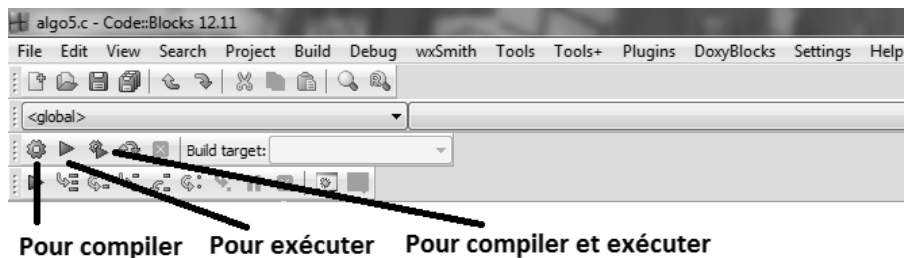 algo5.c - Code::Blocks 12.11
File Edit View Search Project Build Debug wxSmith Tools Tools+ Plugins DoxyBlocks Settings Help
<global>
Build target:
Pour compiler Pour exécuter Pour compiler et exécuter